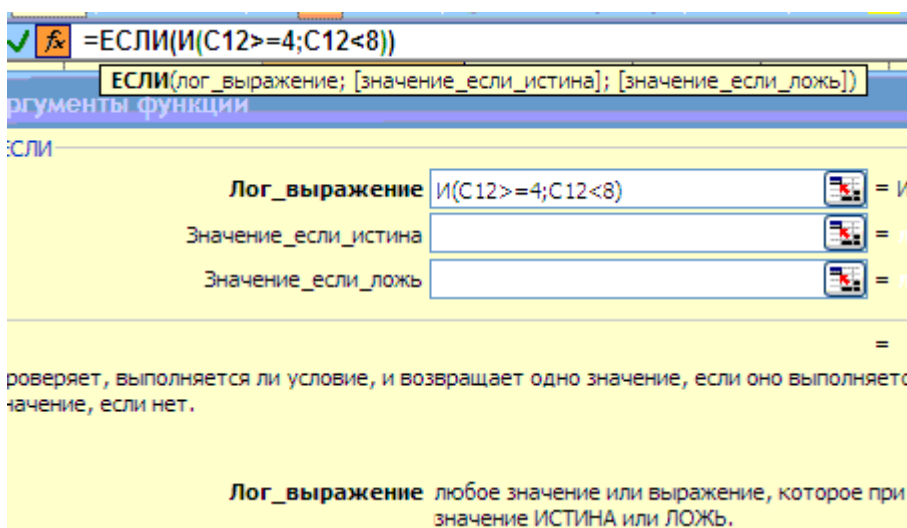 fx =ЕСЛИ(И(C12>=4;C12<8))
ЕСЛИ(лог_выражение; [значение_если_истина]; [значение_если_ложь])
ргументы функции
ЕСЛИ
Лог_выражение И(C12>=4;C12<8) = И
Значение_если_истина =
Значение_если_ложь =
=
роверяет, выполняется ли условие, и возвращает одно значение, если оно выполняетс
начение, если нет.
Лог_выражение любое значение или выражение, которое при
значение ИСТИНА или ЛОЖЬ.